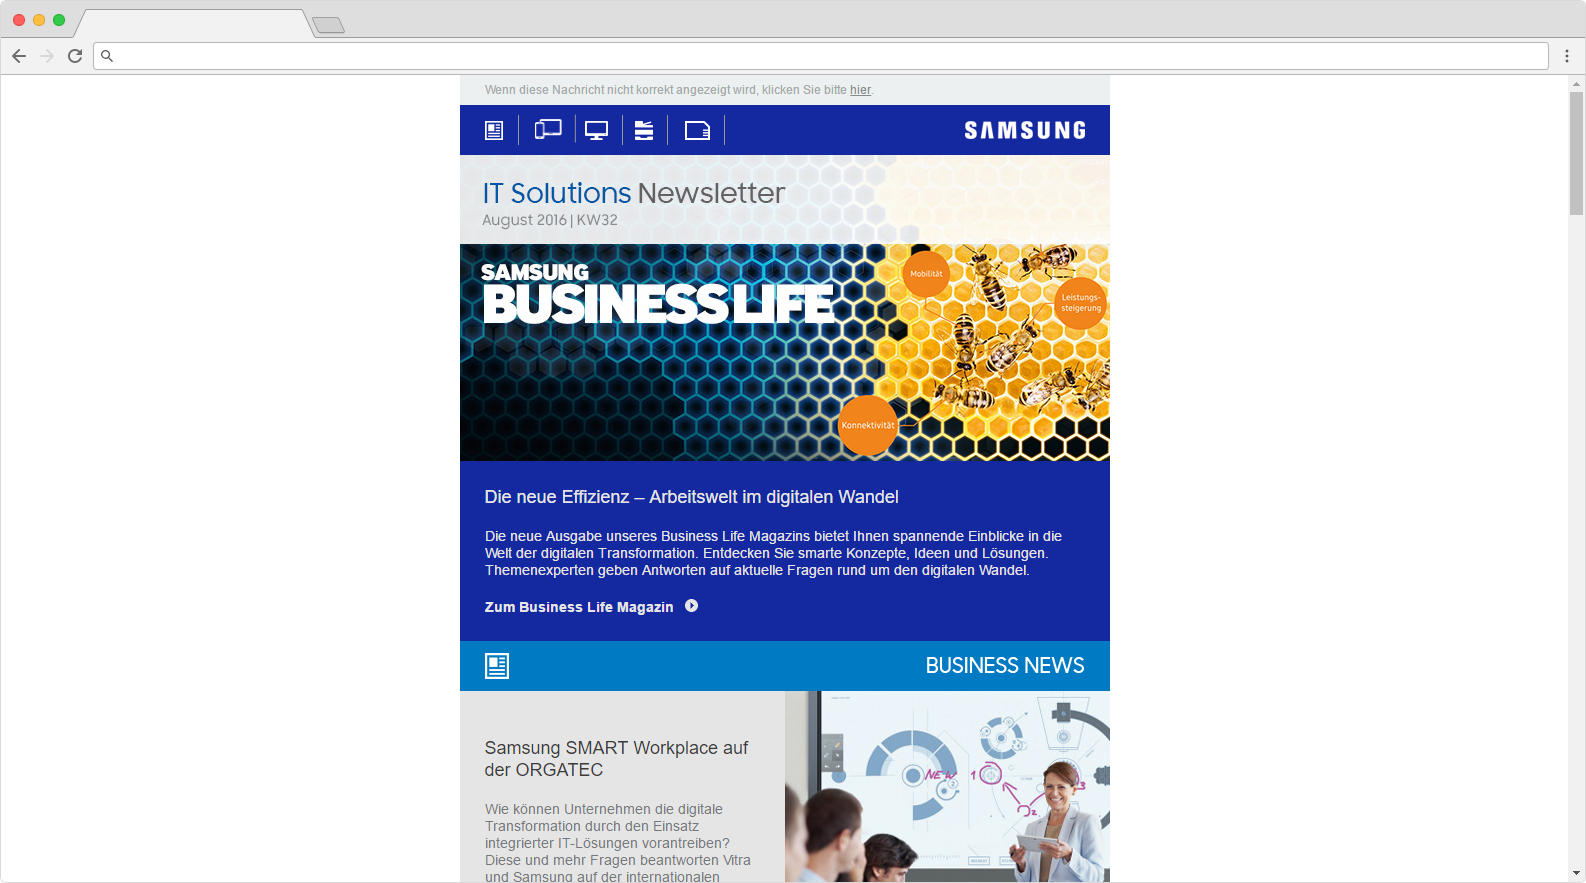 Wenn diese Nachricht nicht korrekt angezeigt wird, klicken Sie bitte hier.
SAMSUNG
IT Solutions Newsletter
August 2016 | KW32
SAMSUNG
BUSINESS LIFE
Mobilität
Leistungs-
steigerung
Konnektivität
Die neue Effizienz – Arbeitswelt im digitalen Wandel
Die neue Ausgabe unseres Business Life Magazins bietet Ihnen spannende Einblicke in die
Welt der digitalen Transformation. Entdecken Sie smarte Konzepte, Ideen und Lösungen.
Themenexperten geben Antworten auf aktuelle Fragen rund um den digitalen Wandel.
Zum Business Life Magazin
BUSINESS NEWS
Samsung SMART Workplace auf
der ORGATEC
NEW 1
2.
3
Wie können Unternehmen die digitale
Transformation durch den Einsatz
integrierter IT-Lösungen vorantreiben?
Diese und mehr Fragen beantworten Vitra
und Samsung auf der internationalen